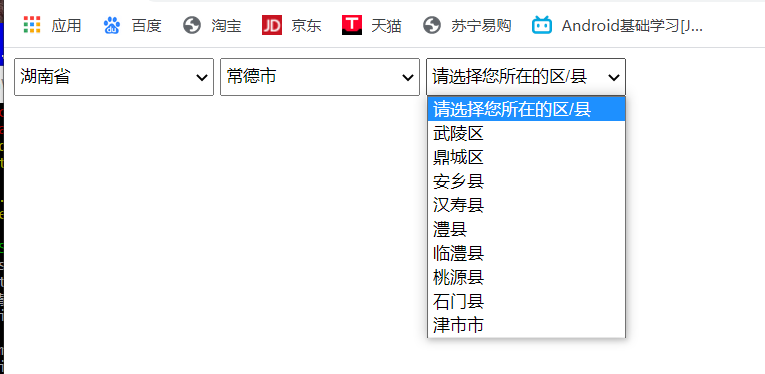 应用 百度 淘宝 JD 京东 T 天猫 苏宁易购 Android基础学习[J...
湖南省 常德市 请选择您所在的区/县
请选择您所在的区/县
武陵区
鼎城区
安乡县
汉寿县
澧县
临澧县
桃源县
石门县
津市市